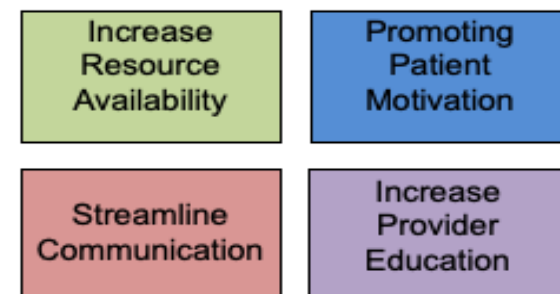 Increase
Resource
Availability
Promoting
Patient
Motivation
Streamline
Communication
Increase
Provider
Education